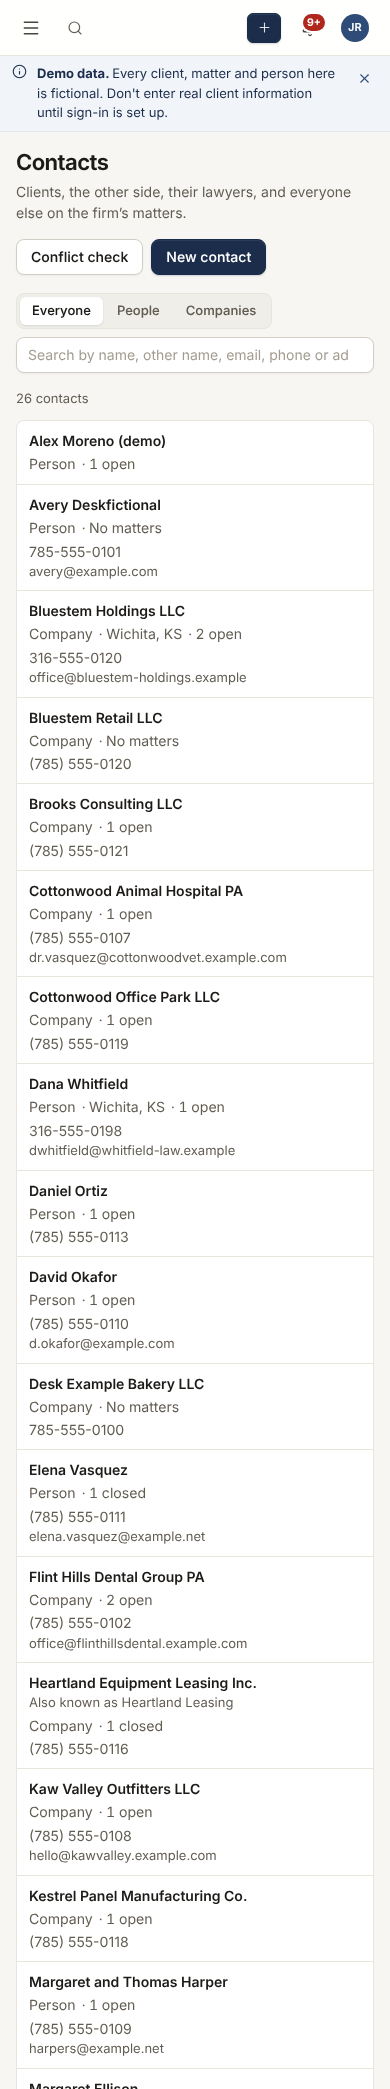 9+
JR
Demo data. Every client, matter and person here
is fictional. Don't enter real client information
until sign-in is set up.
Contacts
Clients, the other side, their lawyers, and everyone
else on the firm's matters.
Conflict check
New contact
Everyone
People
Companies
Search by name, other name, email, phone or ad
26 contacts
Alex Moreno (demo)
Person · 1 open
Avery Deskfictional
Person · No matters
785-555-0101
avery@example.com
Bluestem Holdings LLC
Company · Wichita, KS · 2 open
316-555-0120
office@bluestem-holdings.example
Bluestem Retail LLC
Company · No matters
(785) 555-0120
Brooks Consulting LLC
Company · 1 open
(785) 555-0121
Cottonwood Animal Hospital PA
Company · 1 open
(785) 555-0107
dr.vasquez@cottonwoodvet.example.com
Cottonwood Office Park LLC
Company · 1 open
(785) 555-0119
Dana Whitfield
Person · Wichita, KS · 1 open
316-555-0198
dwhitfield@whitfield-law.example
Daniel Ortiz
Person · 1 open
(785) 555-0113
David Okafor
Person · 1 open
(785) 555-0110
d.okafor@example.com
Desk Example Bakery LLC
Company · No matters
785-555-0100
Elena Vasquez
Person · 1 closed
(785) 555-0111
elena.vasquez@example.net
Flint Hills Dental Group PA
Company · 2 open
(785) 555-0102
office@flinthillsdental.example.com
Heartland Equipment Leasing Inc.
Also known as Heartland Leasing
Company · 1 closed
(785) 555-0116
Kaw Valley Outfitters LLC
Company · 1 open
(785) 555-0108
hello@kawvalley.example.com
Kestrel Panel Manufacturing Co.
Company · 1 open
(785) 555-0118
Margaret and Thomas Harper
Person · 1 open
(785) 555-0109
harpers@example.net
Margaret Ellison